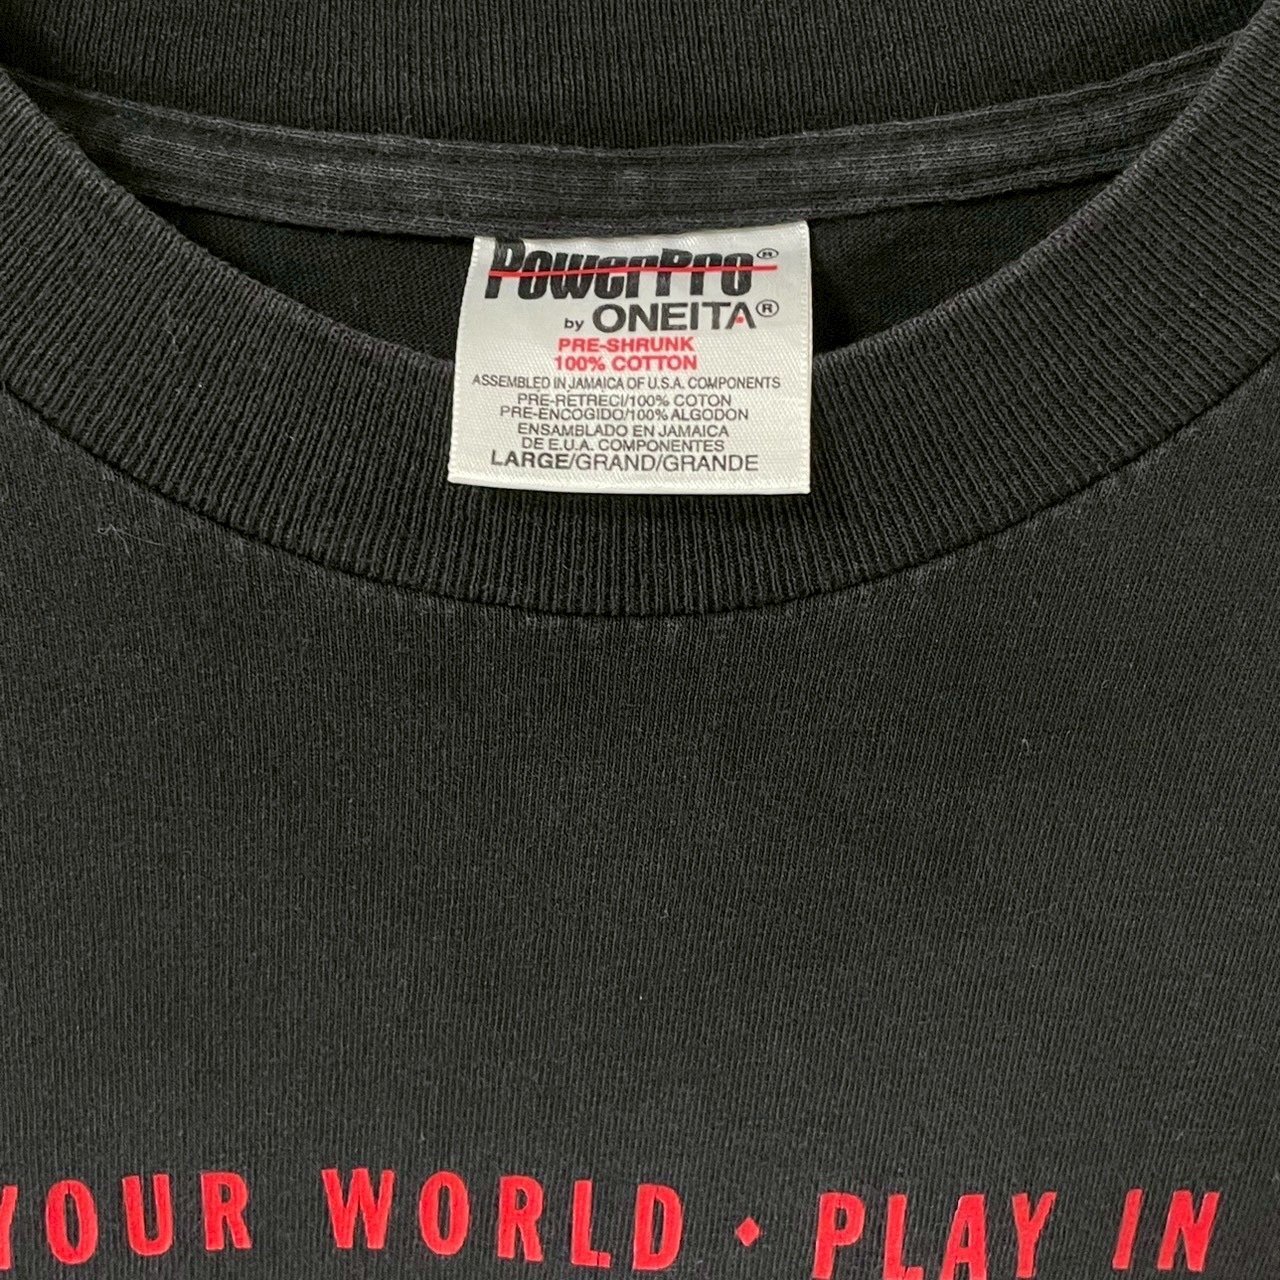 PowerPro®
by ONEITA®
PRE-SHRUNK
100% COTTON
ASSEMBLED IN JAMAICA OF U.S.A. COMPONENTS
PRE-RETRECI/100% COTON
PRE-ENCOGIDO/100% ALGODON
ENSAMBLADO EN JAMAICA
DE E.U.A. COMPONENTES
LARGE/GRAND/GRANDE
YOUR WORLD • PLAY IN